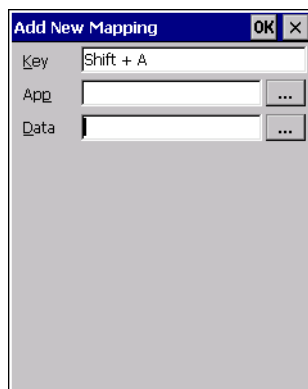 Add New Mapping OK ×
Key Shift + A
App ...
Data ...